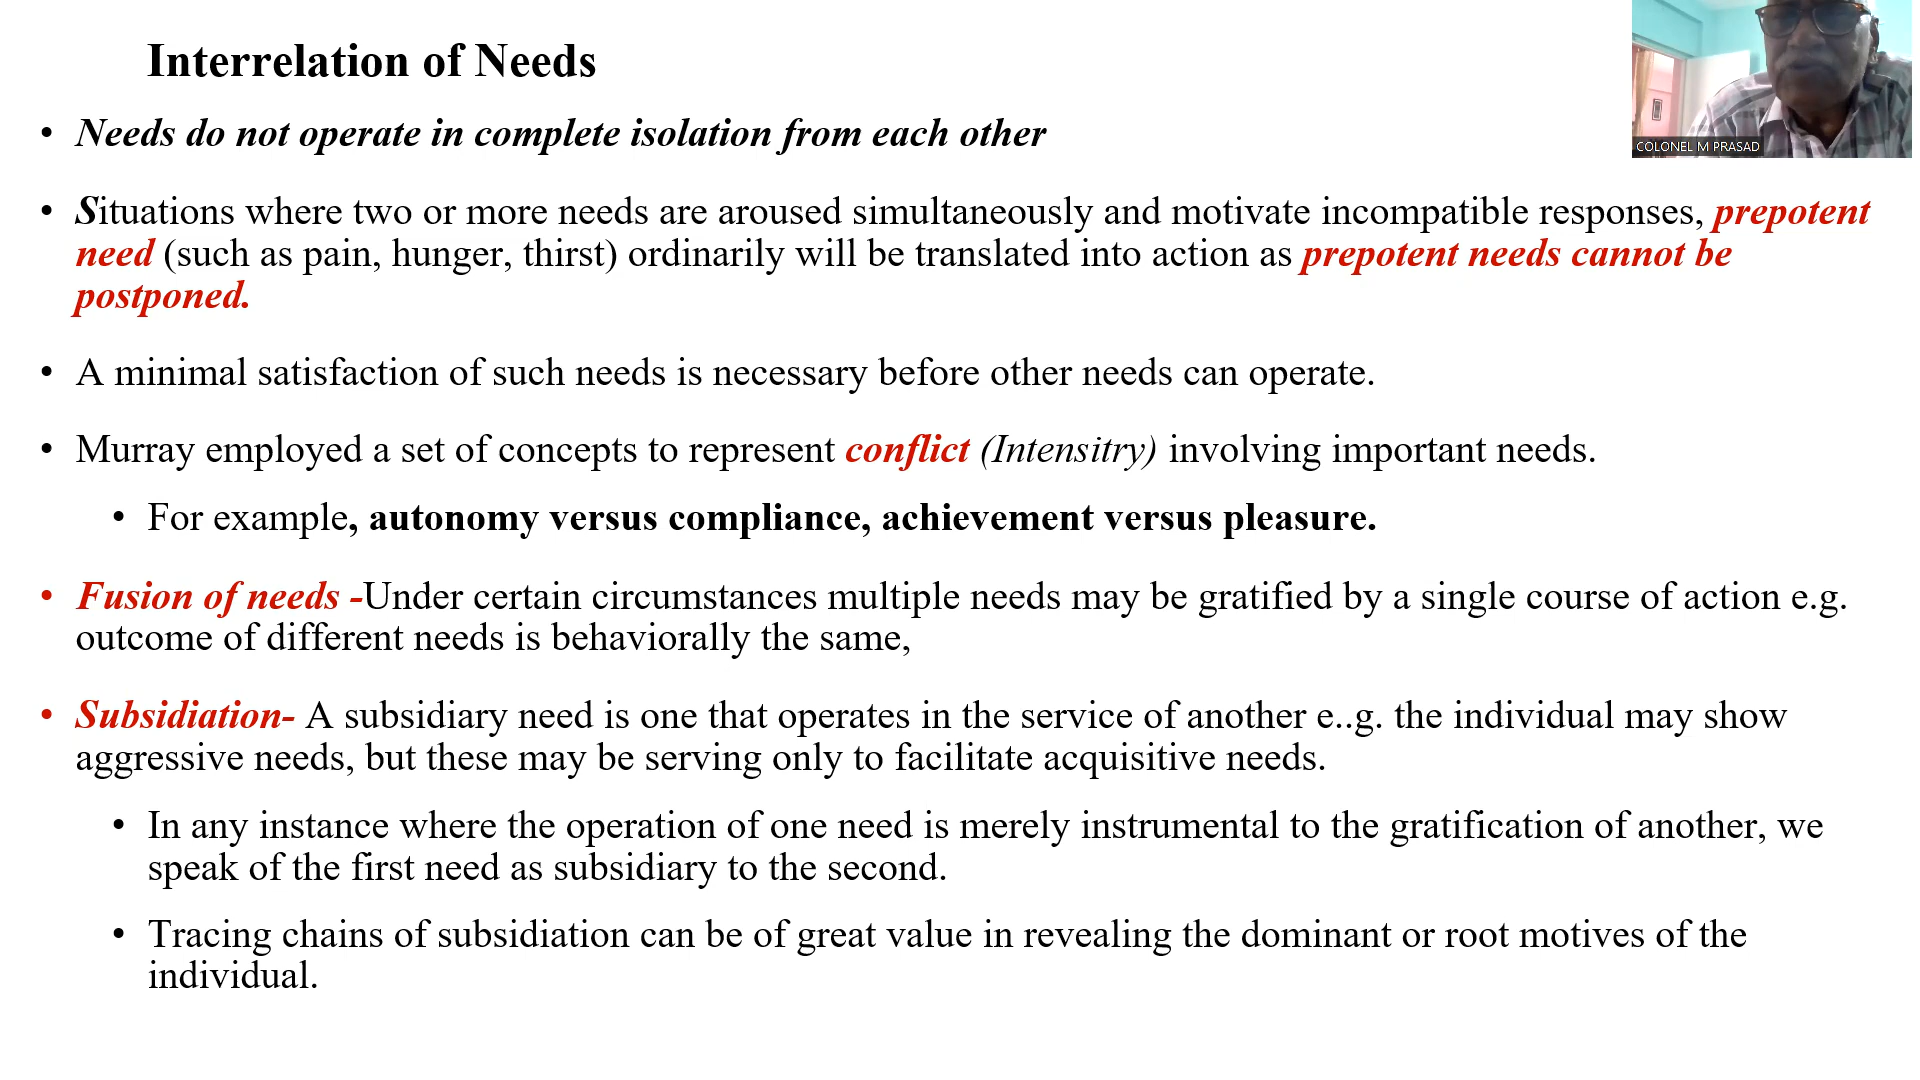 Interrelation of Needs
COLONEL M PRASAD
• Needs do not operate in complete isolation from each other
• Situations where two or more needs are aroused simultaneously and motivate incompatible responses, prepotent
need (such as pain, hunger, thirst) ordinarily will be translated into action as prepotent needs cannot be
postponed.
• A minimal satisfaction of such needs is necessary before other needs can operate.
• Murray employed a set of concepts to represent conflict (Intensitry) involving important needs.
• For example, autonomy versus compliance, achievement versus pleasure.
• Fusion of needs -Under certain circumstances multiple needs may be gratified by a single course of action e.g.
outcome of different needs is behaviorally the same,
• Subsidiation- A subsidiary need is one that operates in the service of another e..g. the individual may show
aggressive needs, but these may be serving only to facilitate acquisitive needs.
• In any instance where the operation of one need is merely instrumental to the gratification of another, we
speak of the first need as subsidiary to the second.
• Tracing chains of subsidiation can be of great value in revealing the dominant or root motives of the
individual.